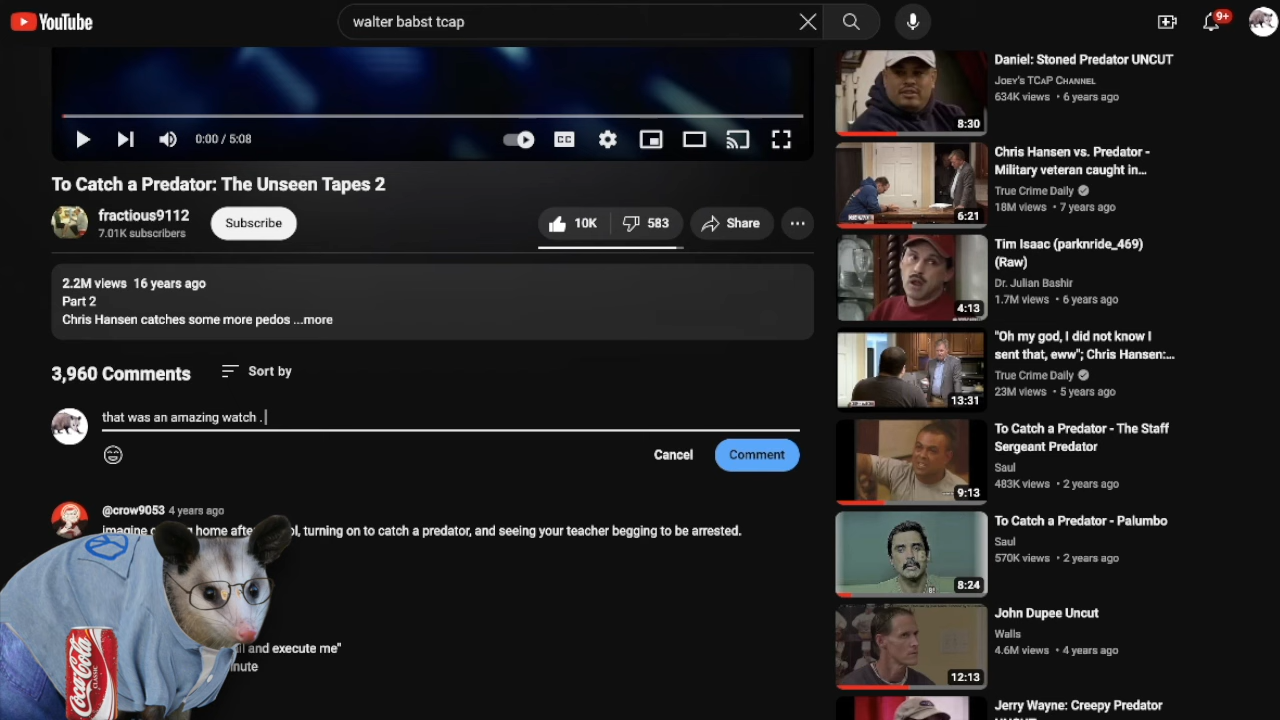 YouTube
walter babst tcap
9+
CC
0:00 / 5:08
To Catch a Predator: The Unseen Tapes 2
fractious9112
7.01K subscribers
Subscribe
10K
583
Share
2.2M views 16 years ago
Part 2
Chris Hansen catches some more pedos ...more
3,960 Comments
Sort by
that was an amazing watch .
Cancel
Comment
@crow9053 4 years ago
imagine home afte turning on to catch a predator, and seeing your teacher begging to be arrested.
and execute me"
Coca-Cola
CLASSIC
Daniel: Stoned Predator UNCUT
Joey's TCaP Channel
634K views • 6 years ago
8:30
Chris Hansen vs. Predator -
Military veteran caught in...
True Crime Daily
18M views • 7 years ago
6:21
Tim Isaac (parknride_469)
(Raw)
Dr. Julian Bashir
1.7M views • 6 years ago
4:13
"Oh my god, I did not know I
sent that, eww"; Chris Hansen:...
True Crime Daily
23M views • 5 years ago
13:31
To Catch a Predator - The Staff
Sergeant Predator
Saul
483K views • 2 years ago
9:13
To Catch a Predator - Palumbo
Saul
570K views • 2 years ago
8:24
John Dupee Uncut
Walls
4.6M views • 4 years ago
12:13
Jerry Wayne: Creepy Predator